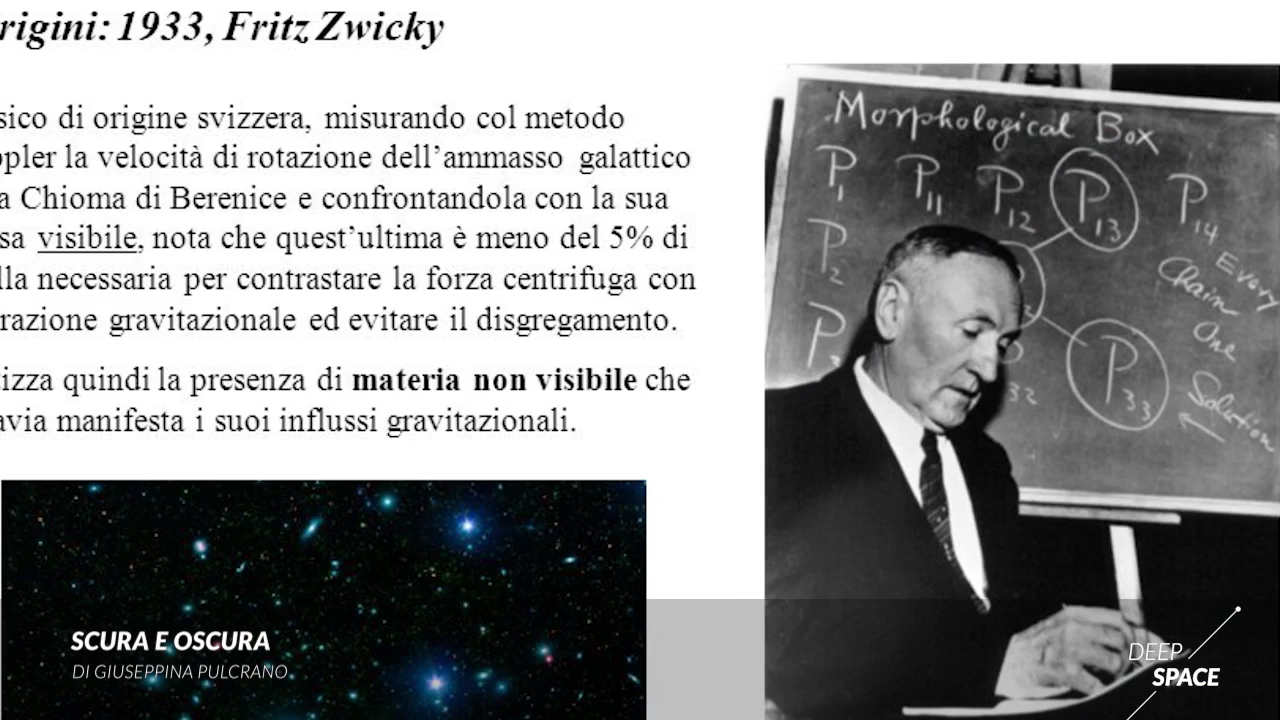 rigini: 1933, Fritz Zwicky
sico di origine svizzera, misurando col metodo
ppler la velocità di rotazione dell'ammasso galattico
a Chioma di Berenice e confrontandola con la sua
sa visibile, nota che quest'ultima è meno del 5% di
lla necessaria per contrastare la forza centrifuga con
razione gravitazionale ed evitare il disgregamento.
izza quindi la presenza di materia non visibile che
avia manifesta i suoi influssi gravitazionali.
Morphological Box
P1 P11 P12 P13 P14
P2
P
P33
32
Every
Chain
One
Solution
SCURA E OSCURA
DI GIUSEPPINA PULCRANO
DEEP
SPACE